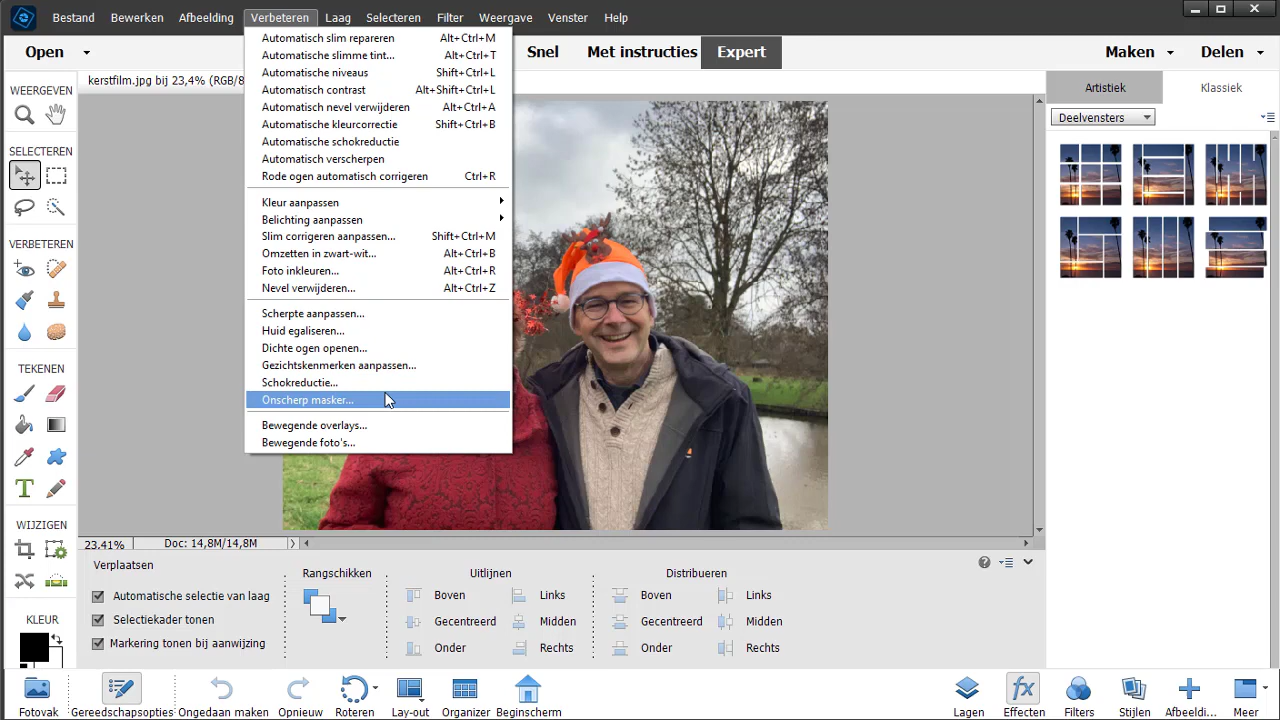 Bestand Bewerken Afbeelding Verbeteren Laag Selecteren Filter Weergave Venster Help
Open Snel Met instructies Expert Maken Delen
kerstfilm.jpg bij 23,4% (RGB/8
Automatisch slim repareren Alt+Ctrl+M
Automatische slimme tint... Alt+Ctrl+T
Automatische niveaus Shift+Ctrl+L
Automatisch contrast Alt+Shift+Ctrl+L
Automatisch nevel verwijderen Alt+Ctrl+A
Automatische kleurcorrectie Shift+Ctrl+B
Automatische schokreductie
Automatisch verscherpen
Rode ogen automatisch corrigeren Ctrl+R
Kleur aanpassen
Belichting aanpassen
Slim corrigeren aanpassen... Shift+Ctrl+M
Omzetten in zwart-wit... Alt+Ctrl+B
Foto inkleuren... Alt+Ctrl+R
Nevel verwijderen... Alt+Ctrl+Z
Scherpte aanpassen...
Huid egaliseren...
Dichte ogen openen...
Gezichtskenmerken aanpassen...
Schokreductie...
Onscherp masker...
Bewegende overlays...
Bewegende foto's...
WEERGEVEN
SELECTEREN
VERBETEREN
TEKENEN
T
WIJZIGEN
KLEUR
Artistiek Klassiek
Deelvensters
23,41% Doc: 14,8M/14,8M
Verplaatsen
Automatische selectie van laag
Selectiekader tonen
Markering tonen bij aanwijzing
Rangschikken
Uitlijnen
Boven Links
Gecentreerd Midden
Onder Rechts
Distribueren
Boven Links
Gecentreerd Midden
Onder Rechts
Fotovak Gereedschapsopties Ongedaan maken Opnieuw Roteren Lay-out Organizer Beginscherm
fx
Lagen Effecten Filters Stijlen Afbeeldi... Meer